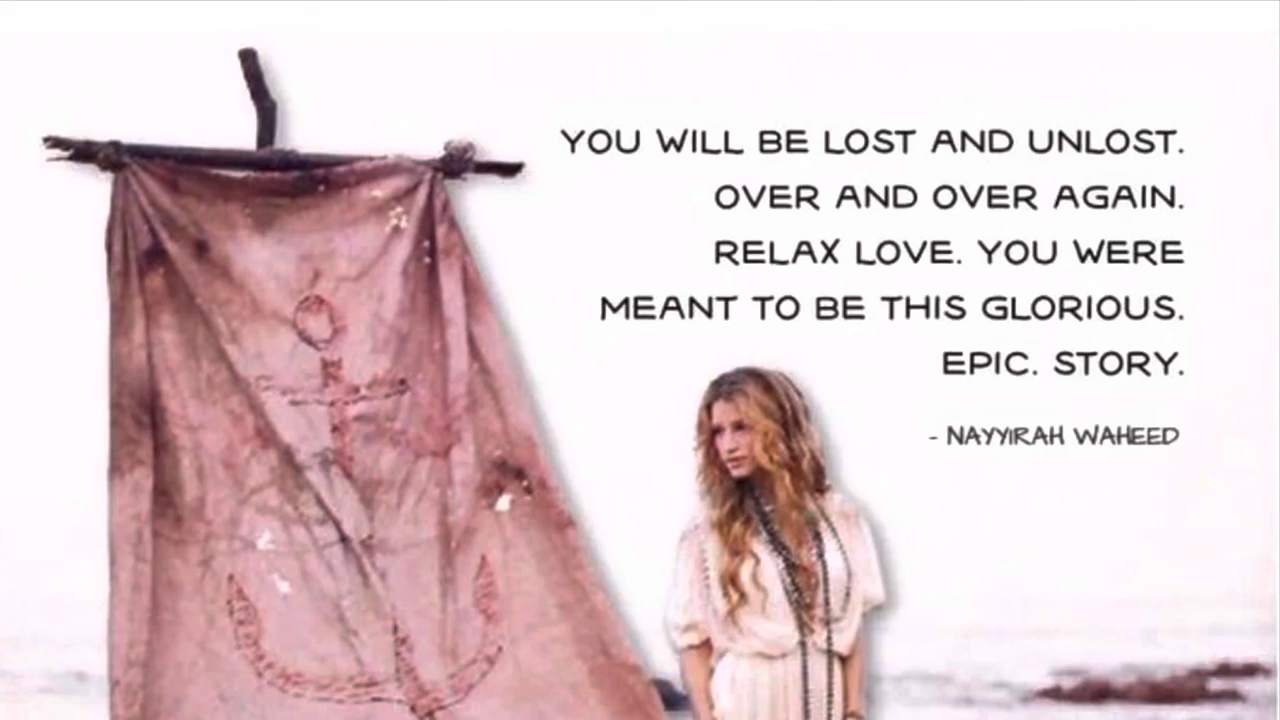 YOU WILL BE LOST AND UNLOST.
OVER AND OVER AGAIN.
RELAX LOVE. YOU WERE
MEANT TO BE THIS GLORIOUS.
EPIC. STORY.
- NAYYIRAH WAHEED